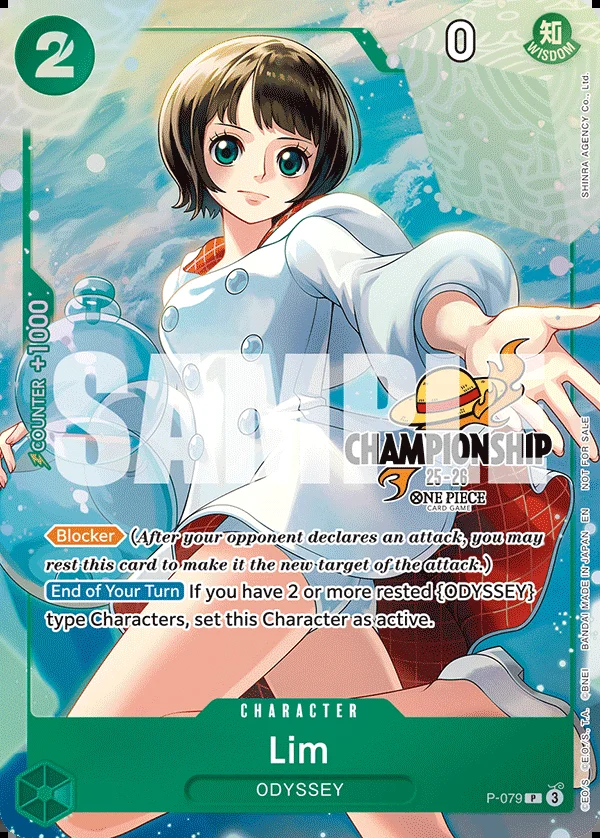 2
0
知
WISDOM
SHINRA AGENCY Co., Ltd.
COUNTER +1000
SAMPLE
CHAMPIONSHIP
25-26
ONE PIECE
CARD GAME
Blocker (After your opponent declares an attack, you may
rest this card to make it the new target of the attack.)
End of Your Turn If you have 2 or more rested {ODYSSEY}
type Characters, set this Character as active.
©E.O./S., ©E.O./S., T.A. ©BNEI BANDAI MADE IN JAPAN EN NOT FOR SALE
CHARACTER
Lim
ODYSSEY
P-079 P 3